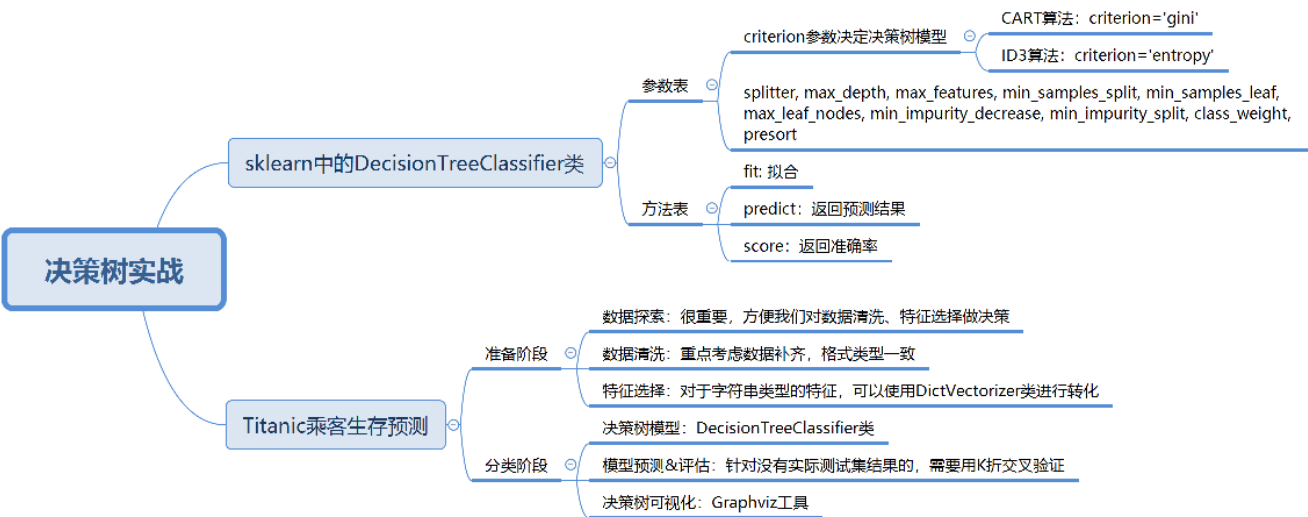 决策树实战
sklearn中的DecisionTreeClassifier类
参数表
criterion参数决定决策树模型
CART算法：criterion='gini'
ID3算法：criterion='entropy'
splitter, max_depth, max_features, min_samples_split, min_samples_leaf,
max_leaf_nodes, min_impurity_decrease, min_impurity_split, class_weight,
presort
方法表
fit: 拟合
predict：返回预测结果
score：返回准确率
Titanic乘客生存预测
准备阶段
数据探索：很重要，方便我们对数据清洗、特征选择做决策
数据清洗：重点考虑数据补齐，格式类型一致
特征选择：对于字符串类型的特征，可以使用DictVectorizer类进行转化
分类阶段
决策树模型：DecisionTreeClassifier类
模型预测&评估：针对没有实际测试集结果的，需要用K折交叉验证
决策树可视化：Graphviz工具